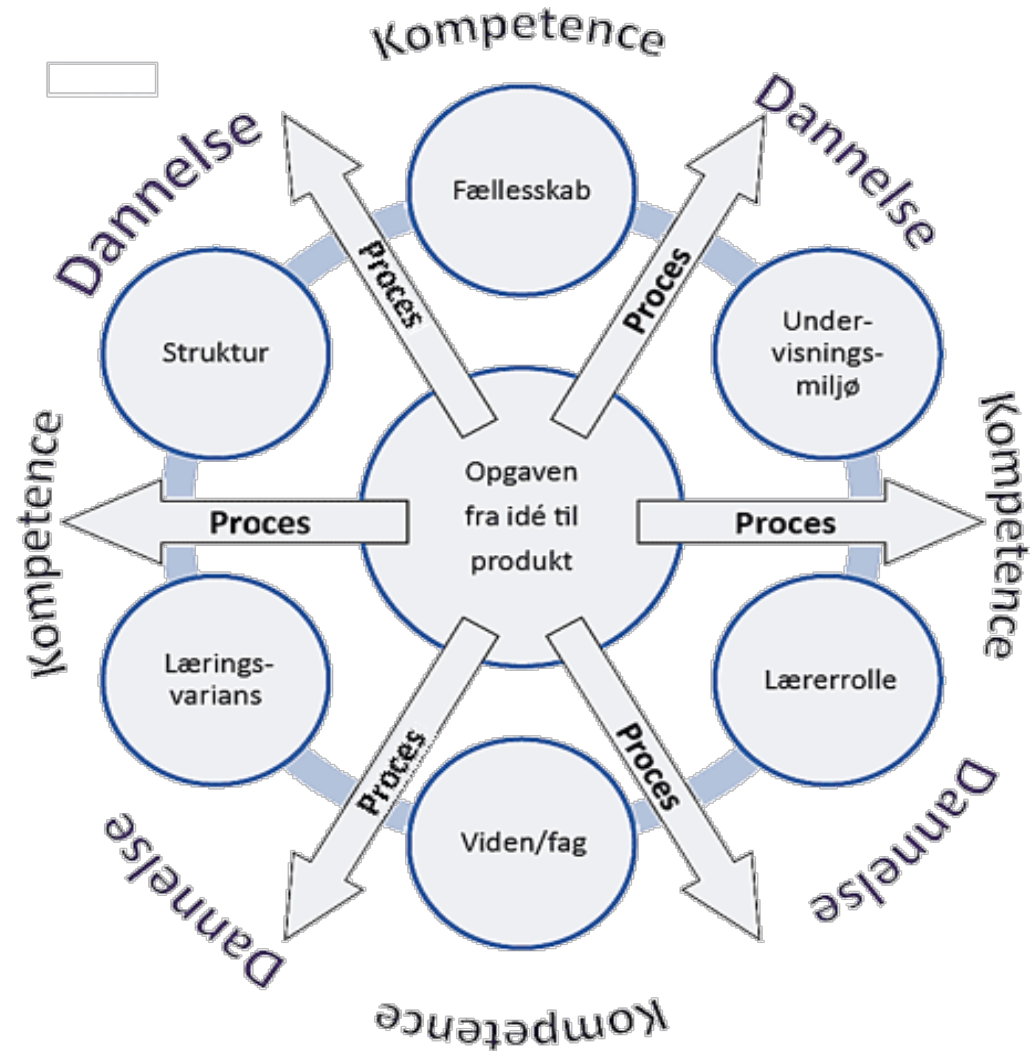 Kompetence
Dannelse
Dannelse
Fællesskab
Proces
Proces
Struktur
Under-
visnings-
miljø
Kompetence
Kompetence
Opgaven
fra idé til
produkt
Proces
Proces
Lærings-
varians
Lærerrolle
Proces
Proces
Viden/fag
Dannelse
Dannelse
Kompetence